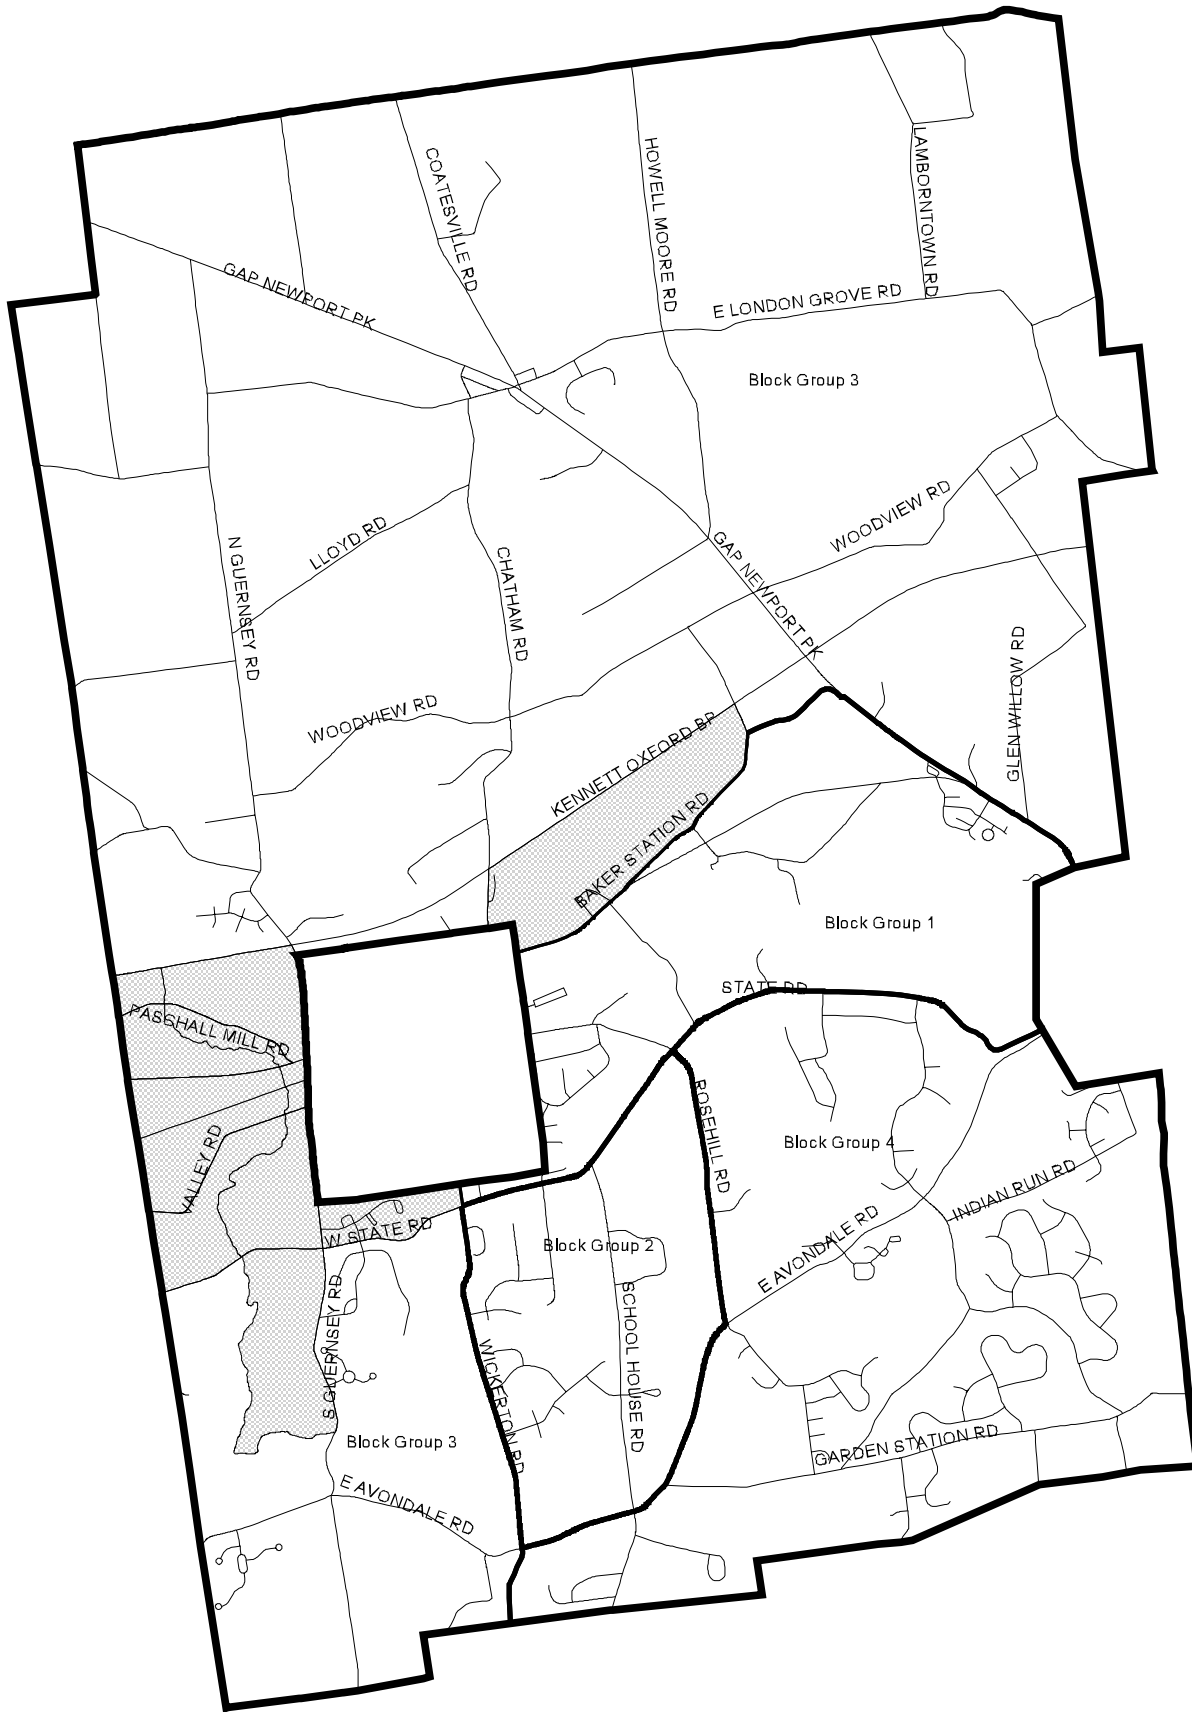 COATESVILLE RD
HOWELL MOORE RD
LAMBORNTOWN RD
GAP NEWPORT PK
E LONDON GROVE RD
Block Group 3
WOODVIEW RD
LLOYD RD
N GUERNSEY RD
CHATHAM RD
GAP NEWPORT PK
GLEN WILLOW RD
WOODVIEW RD
KENNETT OXFORD BP
BAKER STATION RD
Block Group 1
STATE RD
PASSHALL MILL RD
ROSEHILL RD
Block Group 4
VALLEY RD
INDIAN RUN RD
W STATE RD
Block Group 2
E AVONDALE RD
S GUERNSEY RD
SCHOOL HOUSE RD
WICKERTON RD
Block Group 3
GARDEN STATION RD
E AVONDALE RD